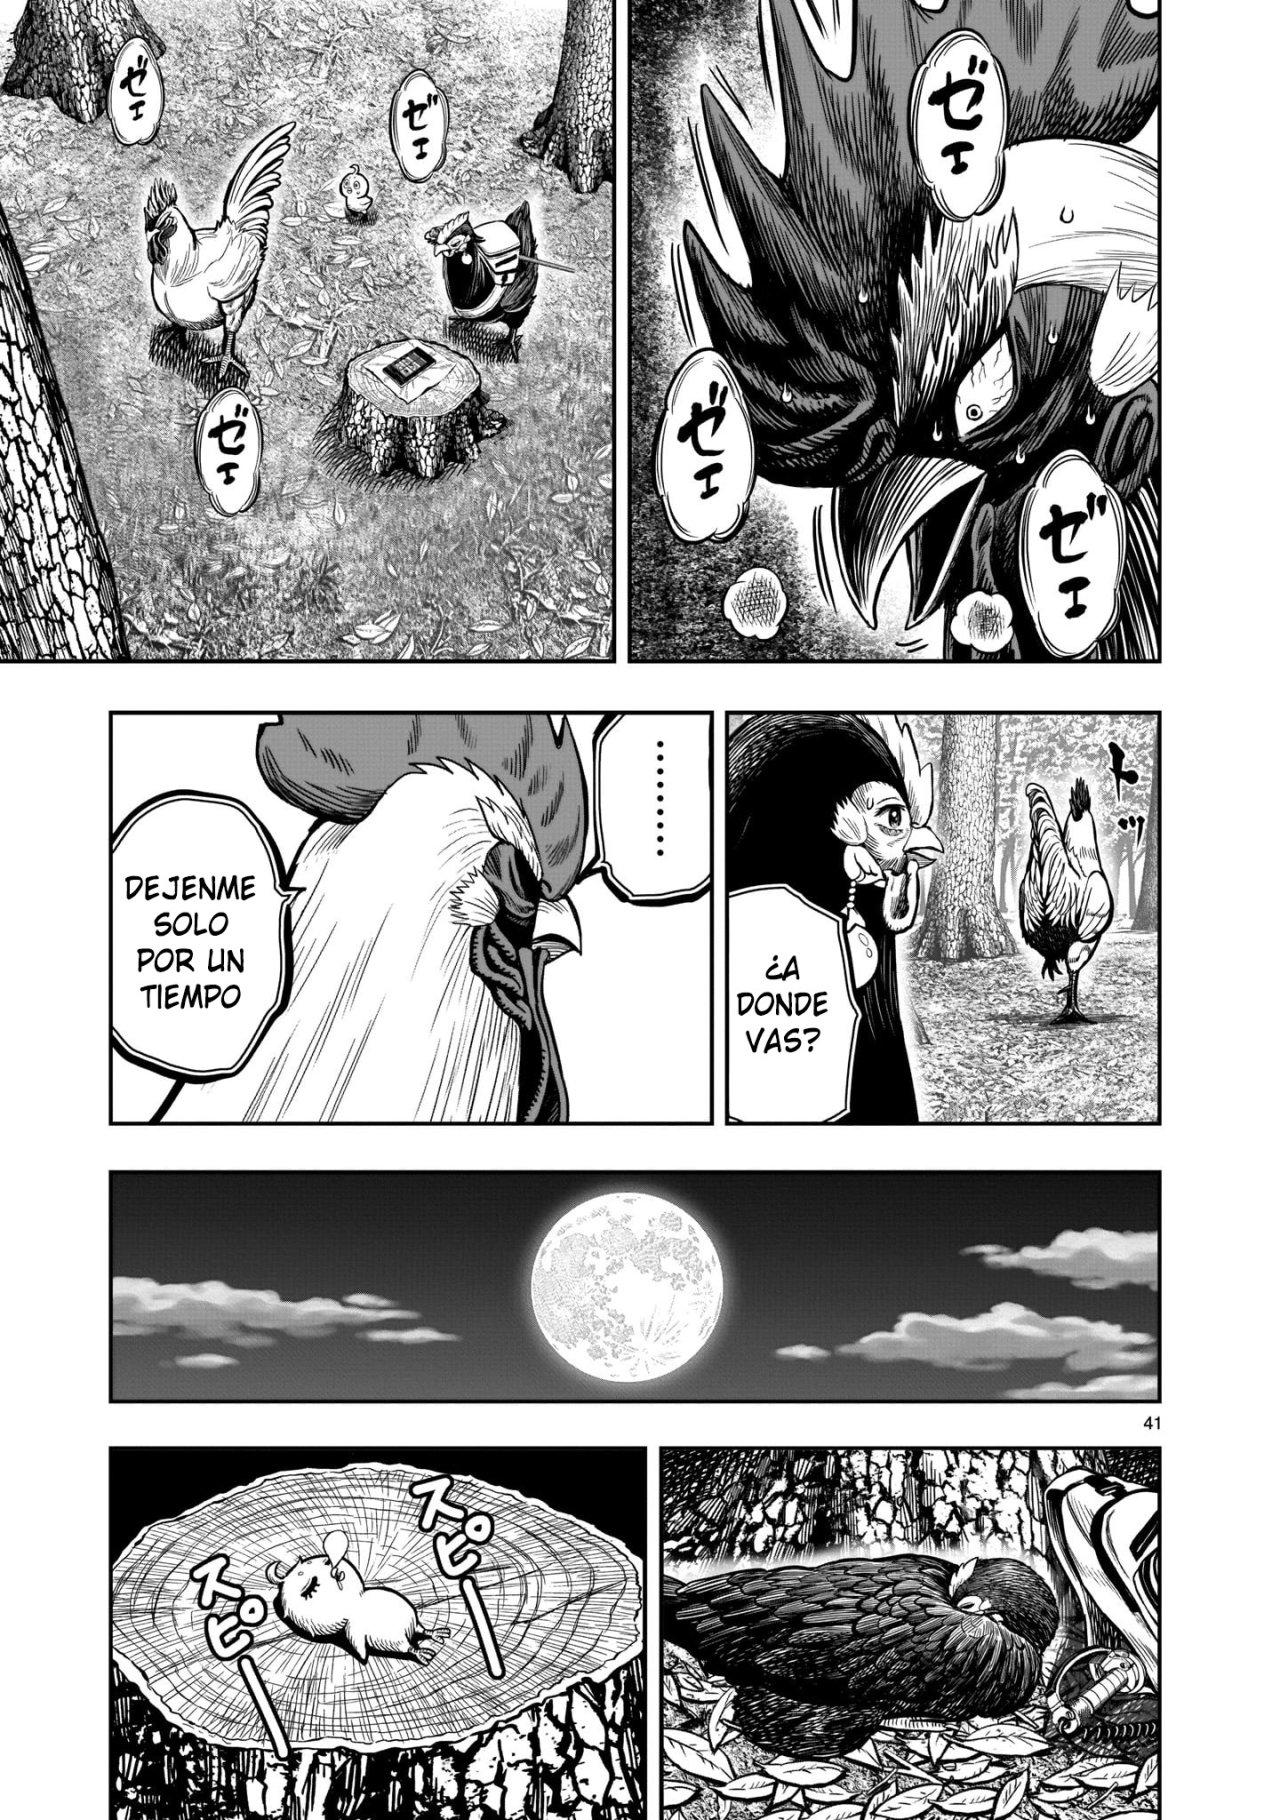 ゼェ
ゼェ
ゼェ
ゼェ
ゼェ
ゼェ
トッ
¿A
DONDE
VAS?
………
DEJENME
SOLO
POR UN
TIEMPO
41
スピー
スピー